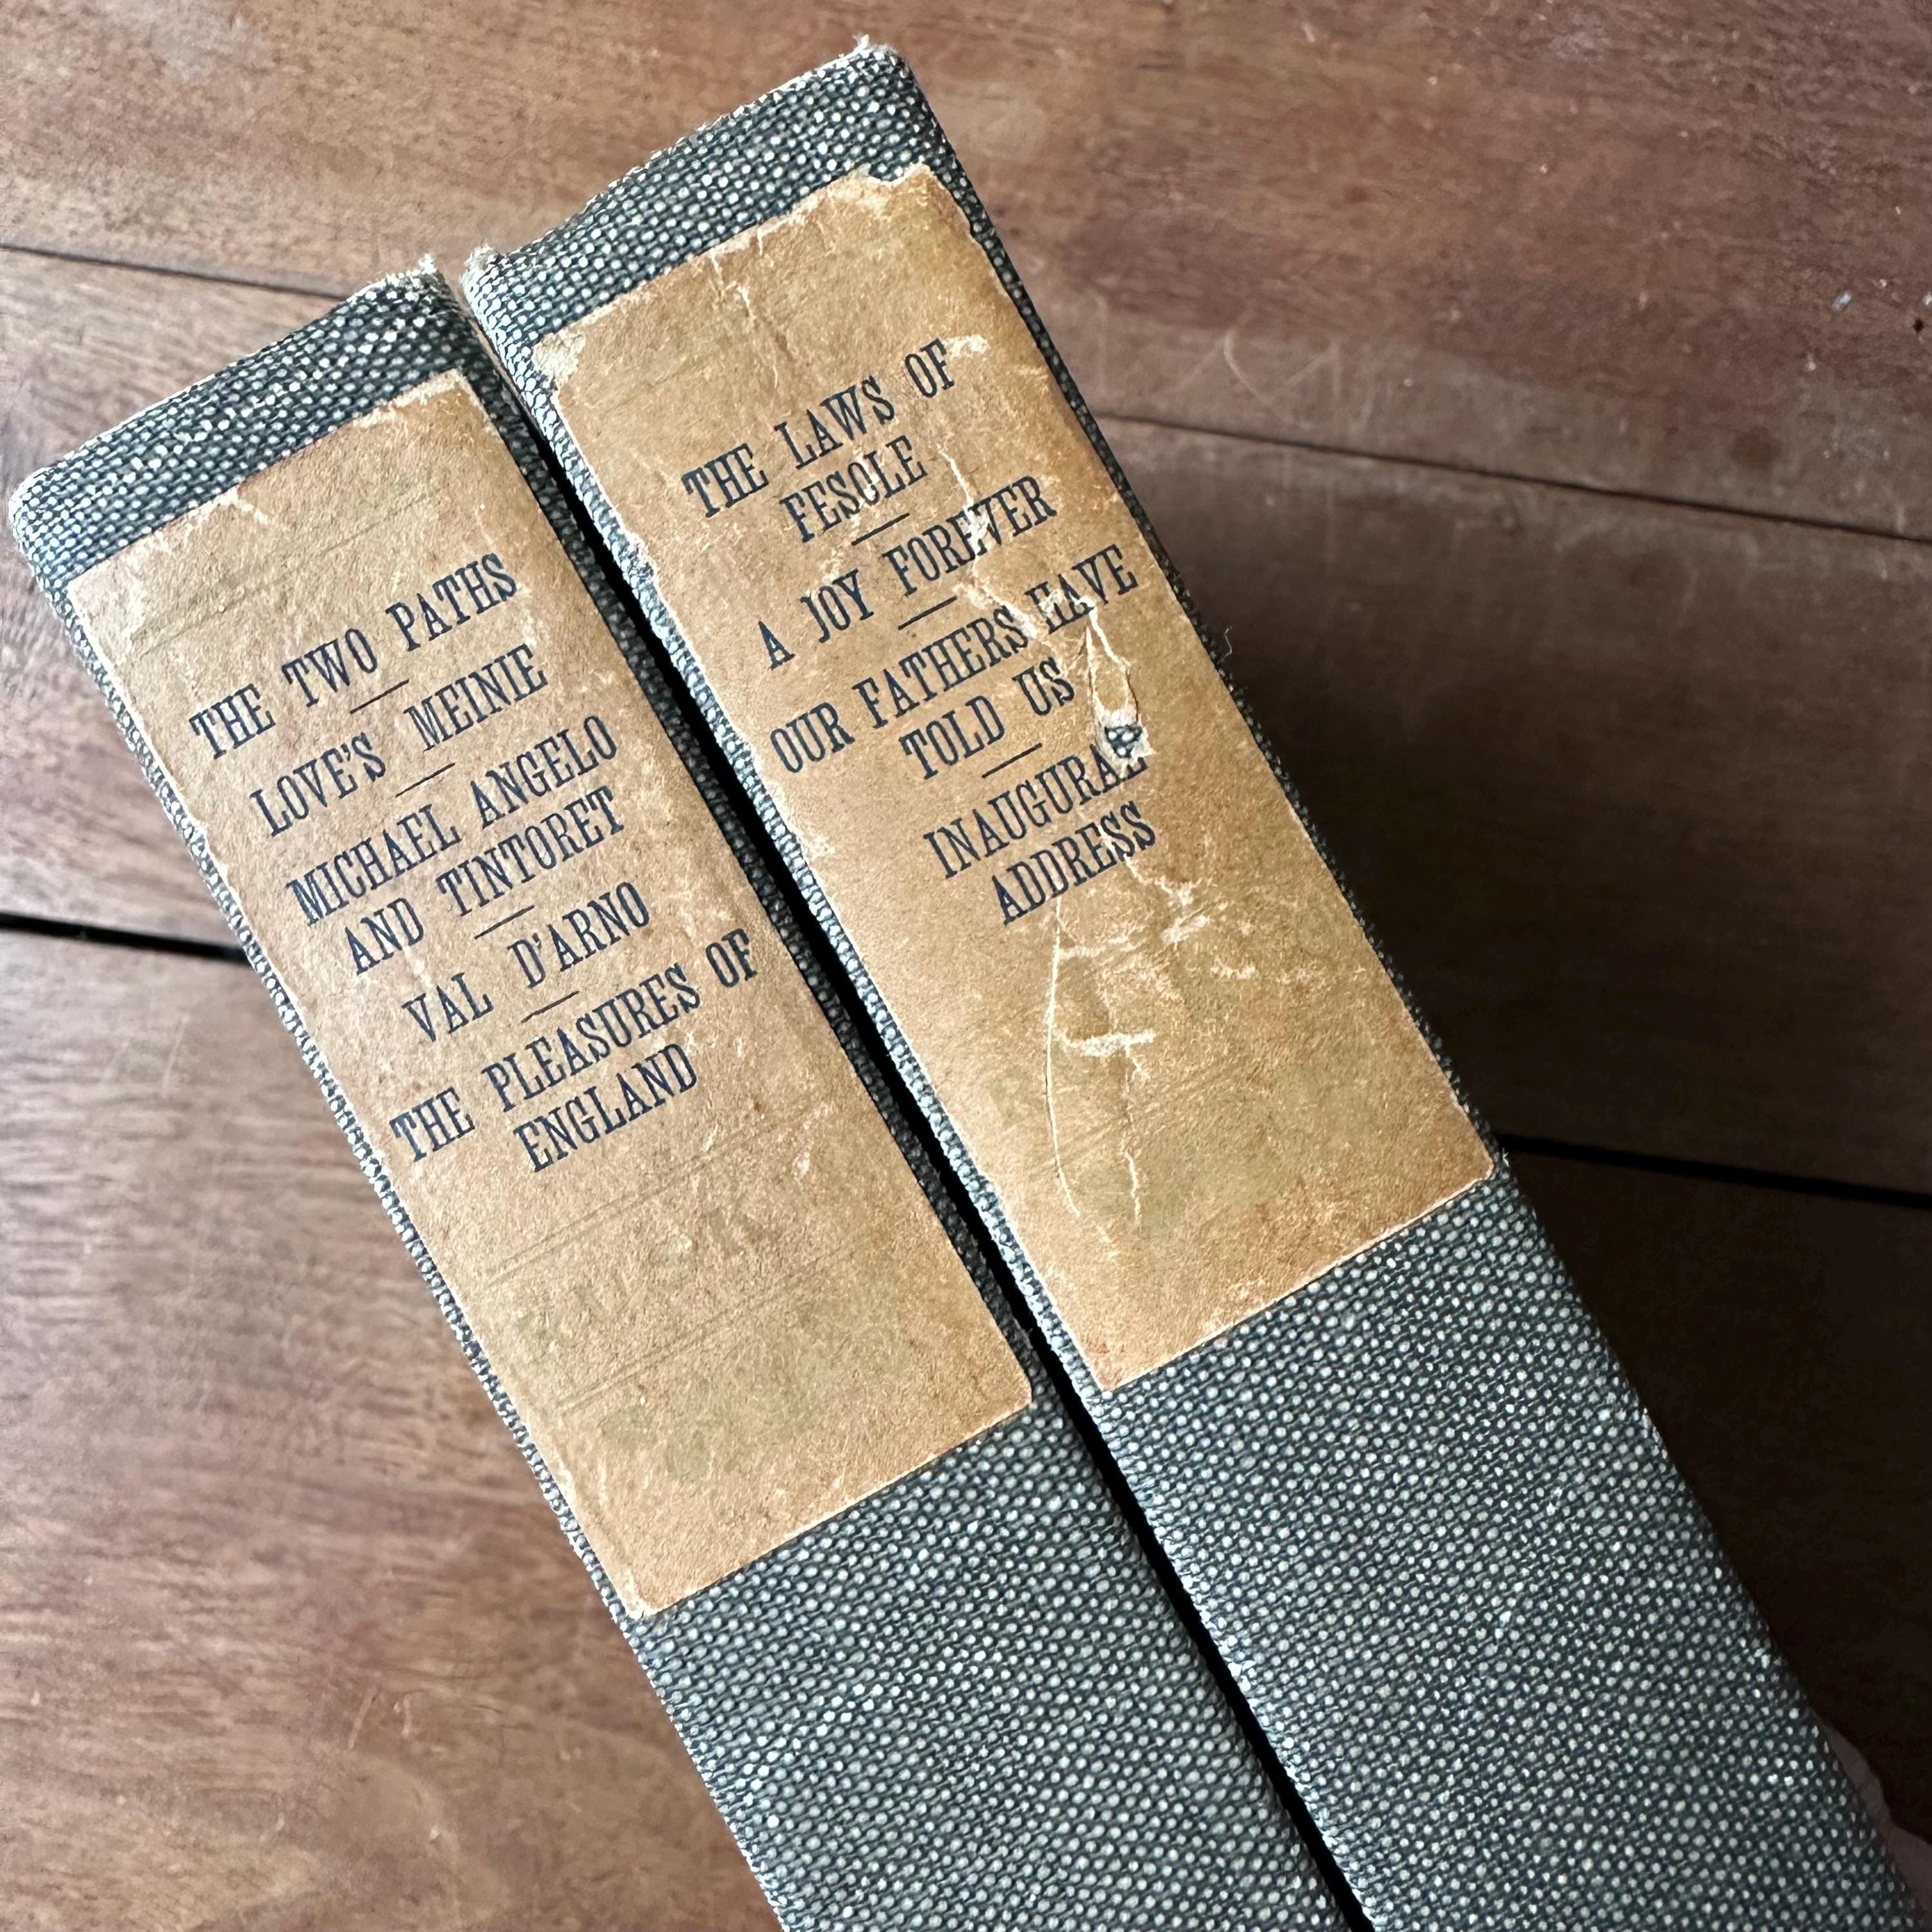 THE TWO PATHS
LOVE'S MEINIE
MICHAEL ANGELO
AND TINTORET
VAL D'ARNO
THE PLEASURES OF
ENGLAND
THE LAWS OF
FESOLE
A JOY FOREVER
OUR FATHERS HAVE
TOLD US
INAUGURAL
ADDRESS